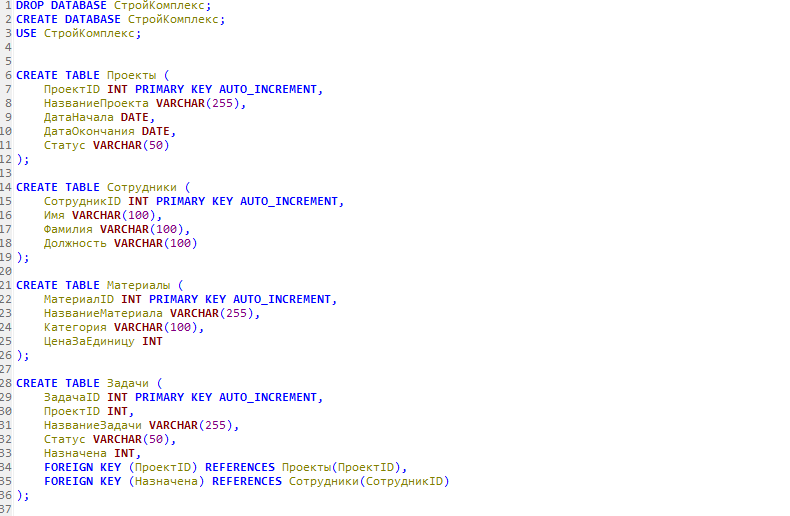 1 DROP DATABASE СтройКомплекс;
2 CREATE DATABASE СтройКомплекс;
3 USE СтройКомплекс;
4
5
6 CREATE TABLE Проекты (
7     ПроектID INT PRIMARY KEY AUTO_INCREMENT,
8     НазваниеПроекта VARCHAR(255),
9     ДатаНачала DATE,
10     ДатаОкончания DATE,
11     Статус VARCHAR(50)
12 );
13
14 CREATE TABLE Сотрудники (
15     СотрудникID INT PRIMARY KEY AUTO_INCREMENT,
16     Имя VARCHAR(100),
17     Фамилия VARCHAR(100),
18     Должность VARCHAR(100)
19 );
20
21 CREATE TABLE Материалы (
22     МатериалID INT PRIMARY KEY AUTO_INCREMENT,
23     НазваниеМатериала VARCHAR(255),
24     Категория VARCHAR(100),
25     ЦенаЗаЕдиницу INT
26 );
27
28 CREATE TABLE Задачи (
29     ЗадачаID INT PRIMARY KEY AUTO_INCREMENT,
30     ПроектID INT,
31     НазваниеЗадачи VARCHAR(255),
32     Статус VARCHAR(50),
33     Назначена INT,
34     FOREIGN KEY (ПроектID) REFERENCES Проекты(ПроектID),
35     FOREIGN KEY (Назначена) REFERENCES Сотрудники(СотрудникID)
36 );
37